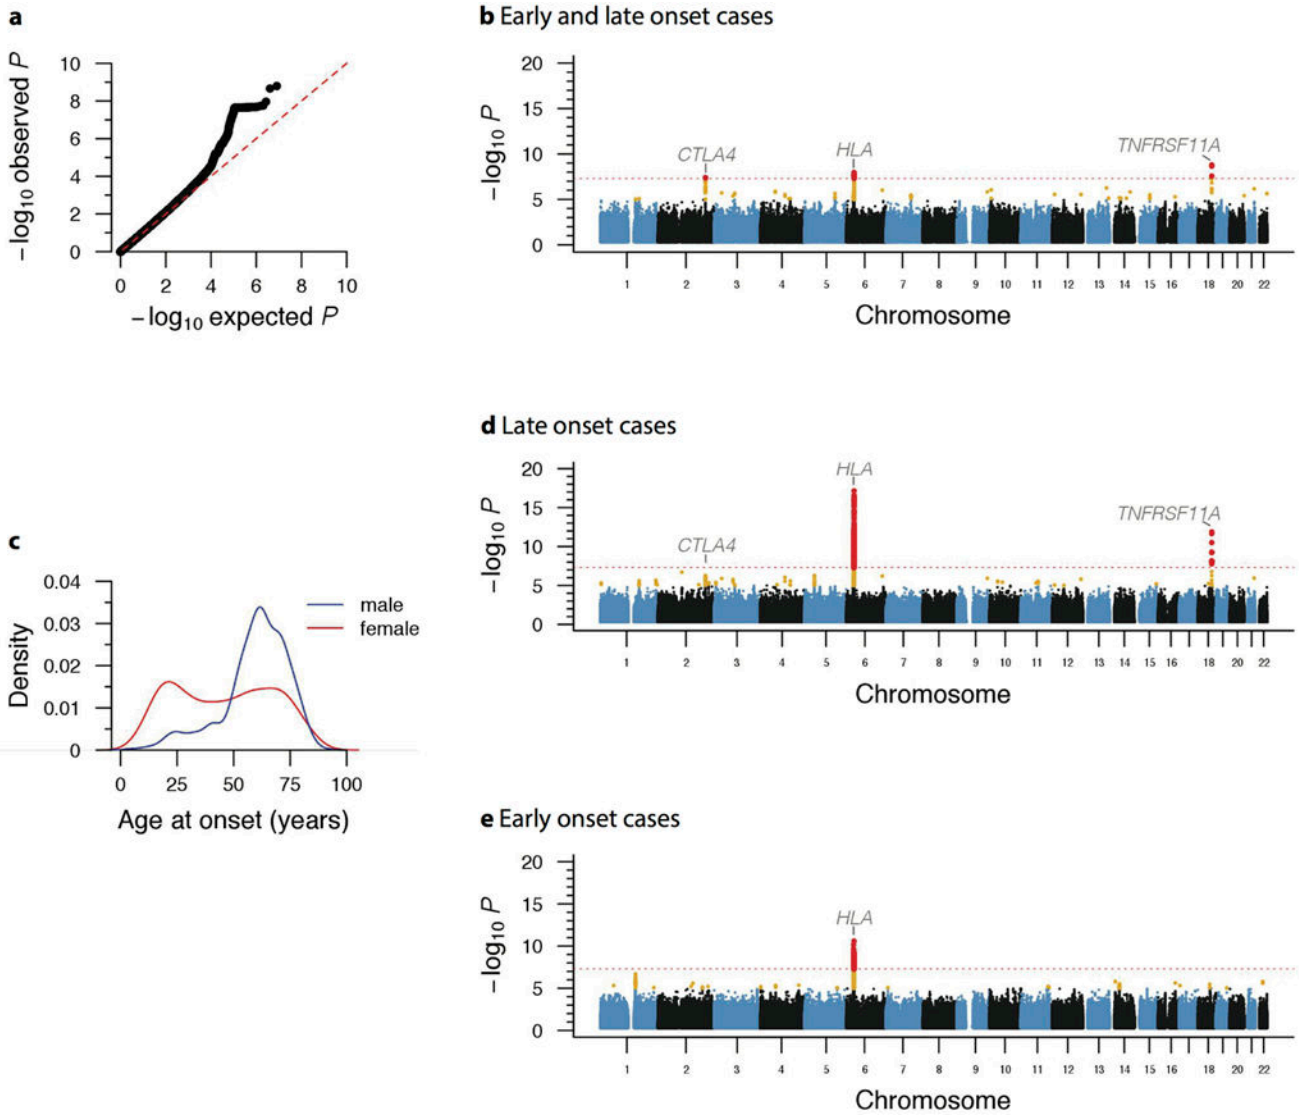 a
−log10 observed P
10
8
6
4
2
0
0 2 4 6 8 10
−log10 expected P
b Early and late onset cases
−log10 P
20
15
10
5
0
CTLA4
HLA
TNFRSF11A
1 2 3 4 5 6 7 8 9 10 11 12 13 14 15 16 18 20 22
Chromosome
c
Density
0.04
0.03
0.02
0.01
0
male
female
0 25 50 75 100
Age at onset (years)
d Late onset cases
−log10 P
20
15
10
5
0
CTLA4
HLA
TNFRSF11A
1 2 3 4 5 6 7 8 9 10 11 12 13 14 15 16 18 20 22
Chromosome
e Early onset cases
−log10 P
20
15
10
5
0
HLA
1 2 3 4 5 6 7 8 9 10 11 12 13 14 15 16 18 20 22
Chromosome